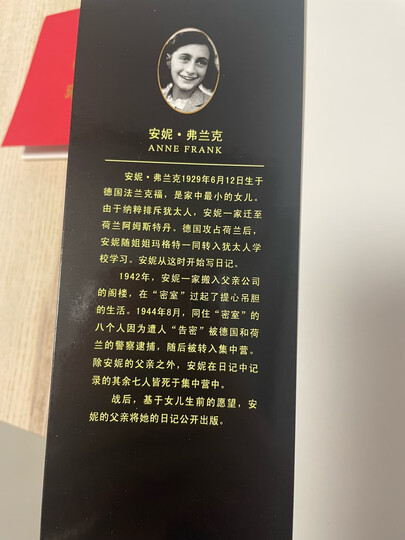 安妮·弗兰克
ANNE FRANK
安妮·弗兰克1929年6月12日生于
德国法兰克福，是家中最小的女儿。
由于纳粹排斥犹太人，安妮一家迁至
荷兰阿姆斯特丹。德国攻占荷兰后，
安妮随姐姐玛格特一同转入犹太人学
校学习。安妮从这时开始写日记。
1942年，安妮一家搬入父亲公司
的阁楼，在“密室”过起了提心吊胆
的生活。1944年8月，同住“密室”的
八个人因为遭人“告密”被德国和荷
兰的警察逮捕，随后被转入集中营。
除安妮的父亲之外，安妮在日记中记
录的其余七人皆死于集中营中。
战后，基于女儿生前的愿望，安
妮的父亲将她的日记公开出版。